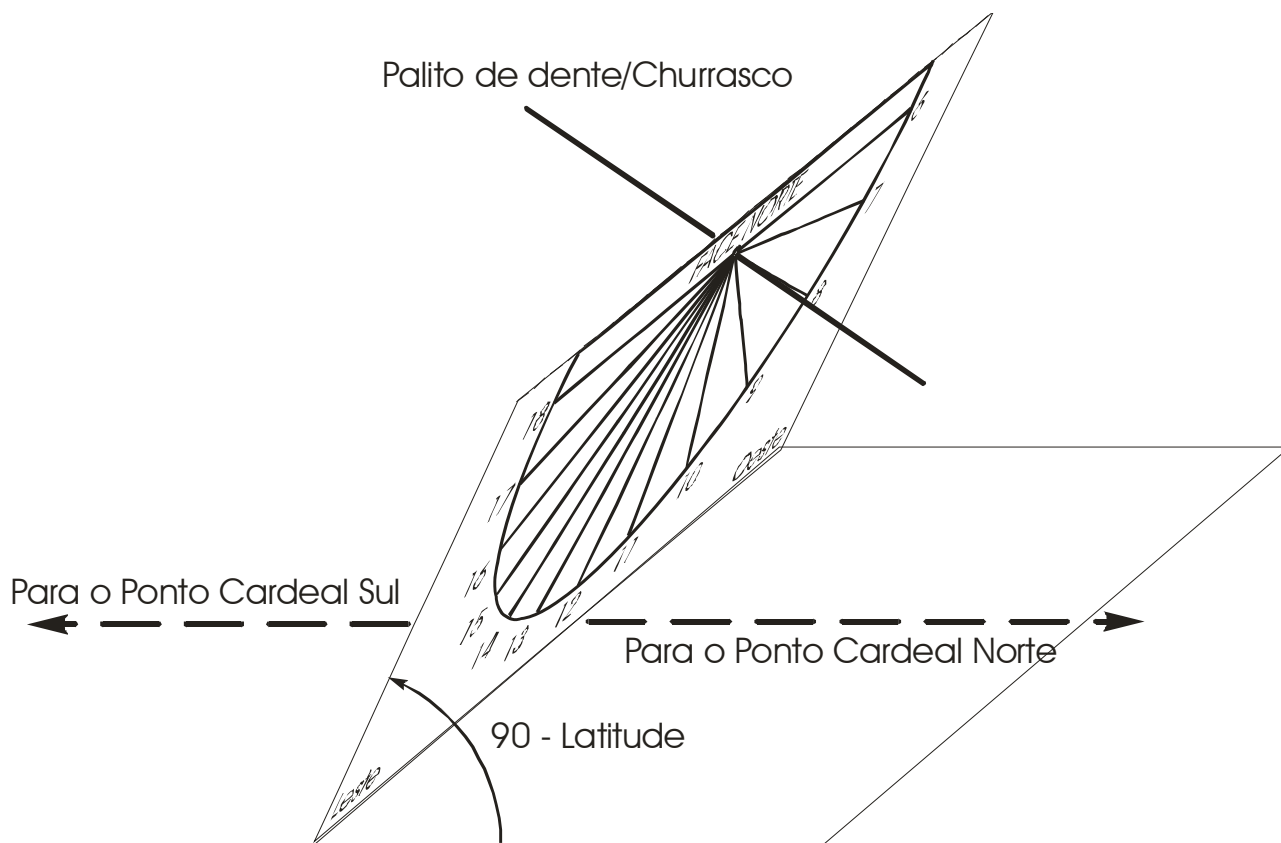 Palito de dente/Churrasco
FACE NORTE
6
7
8
9
10
11
12
13
14
15
16
17
18
Oeste
Para o Ponto Cardeal Sul
Para o Ponto Cardeal Norte
90 - Latitude
Leste